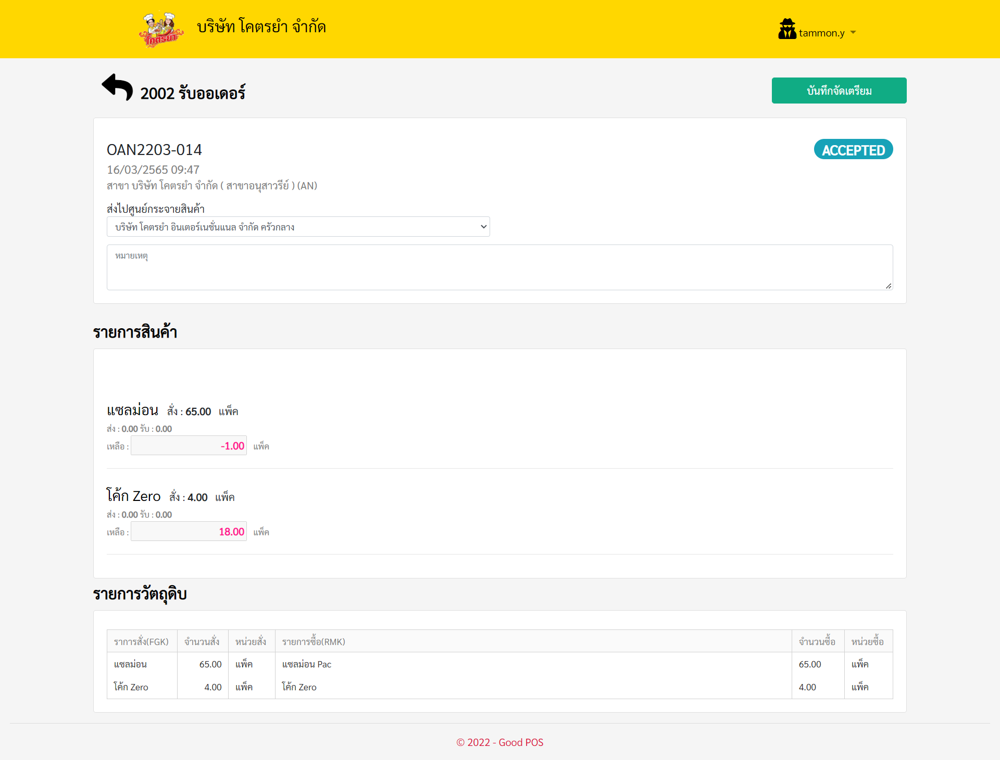 โคตรยำ
บริษัท โคตรยำ จำกัด
tammon.y
2002 รับออเดอร์
บันทึกจัดเตรียม
OAN2203-014
ACCEPTED
16/03/2565 09:47
สาขา บริษัท โคตรยำ จำกัด ( สาขาอนุสาวรีย์ ) (AN)
ส่งไปศูนย์กระจายสินค้า
บริษัท โคตรยำ อินเตอร์เนชั่นแนล จำกัด ครัวกลาง
หมายเหตุ
รายการสินค้า
แซลม่อน สั่ง : 65.00 แพ็ค
ส่ง : 0.00 รับ : 0.00
เหลือ : -1.00 แพ็ค
โค้ก Zero สั่ง : 4.00 แพ็ค
ส่ง : 0.00 รับ : 0.00
เหลือ : 18.00 แพ็ค
รายการวัตถุดิบ
ราการสั่ง(FGK) จำนวนสั่ง หน่วยสั่ง รายการซื้อ(RMK) จำนวนซื้อ หน่วยซื้อ
แซลม่อน 65.00 แพ็ค แซลม่อน Pac 65.00 แพ็ค
โค้ก Zero 4.00 แพ็ค โค้ก Zero 4.00 แพ็ค
© 2022 - Good POS